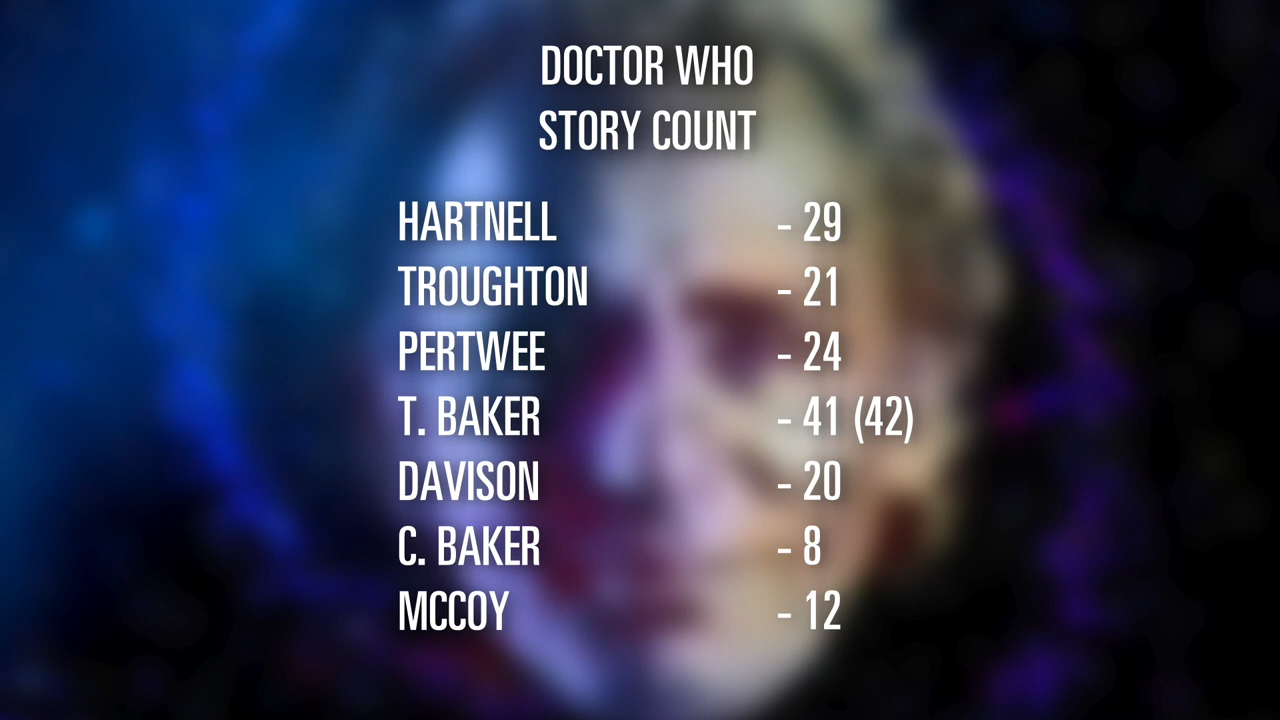 DOCTOR WHO
STORY COUNT
HARTNELL - 29
TROUGHTON - 21
PERTWEE - 24
T. BAKER - 41 (42)
DAVISON - 20
C. BAKER - 8
MCCOY - 12